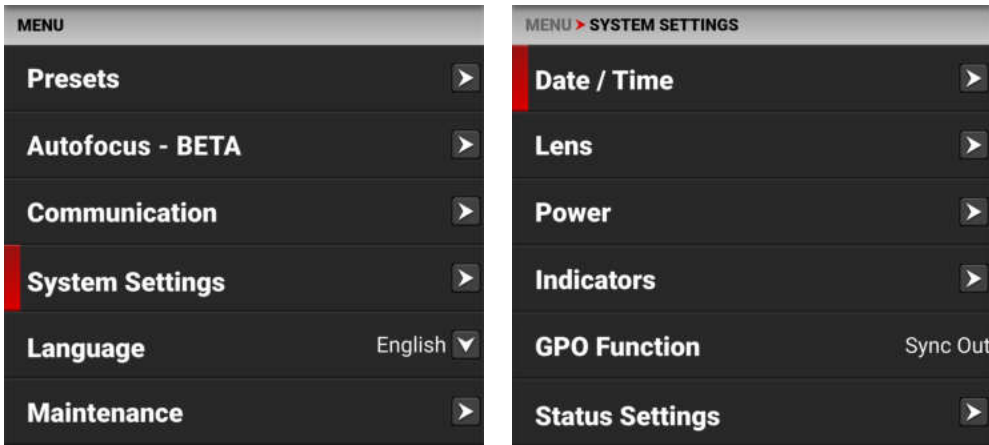 MENU
Presets
Autofocus - BETA
Communication
System Settings
Language English
Maintenance
MENU > SYSTEM SETTINGS
Date / Time
Lens
Power
Indicators
GPO Function Sync Out
Status Settings